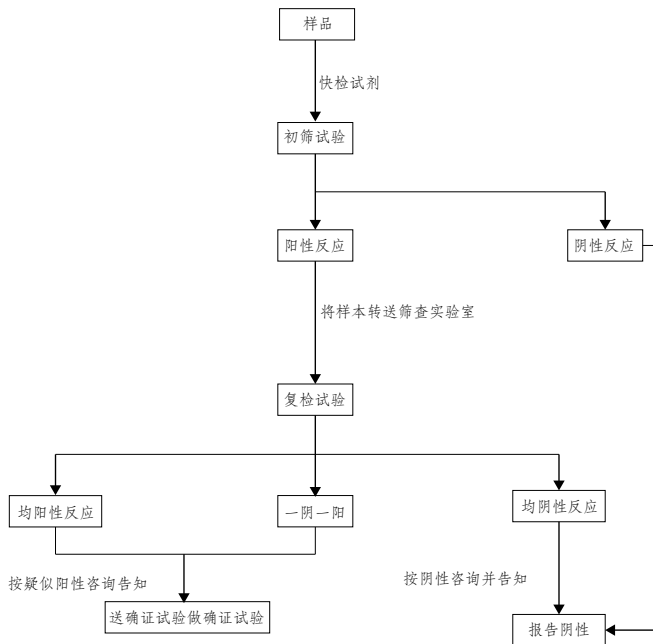 样品
快检试剂
初筛试验
阳性反应
阴性反应
将样本转送筛查实验室
复检试验
均阳性反应
一阴一阳
均阴性反应
按疑似阳性咨询告知
按阴性咨询并告知
送确证试验做确证试验
报告阴性